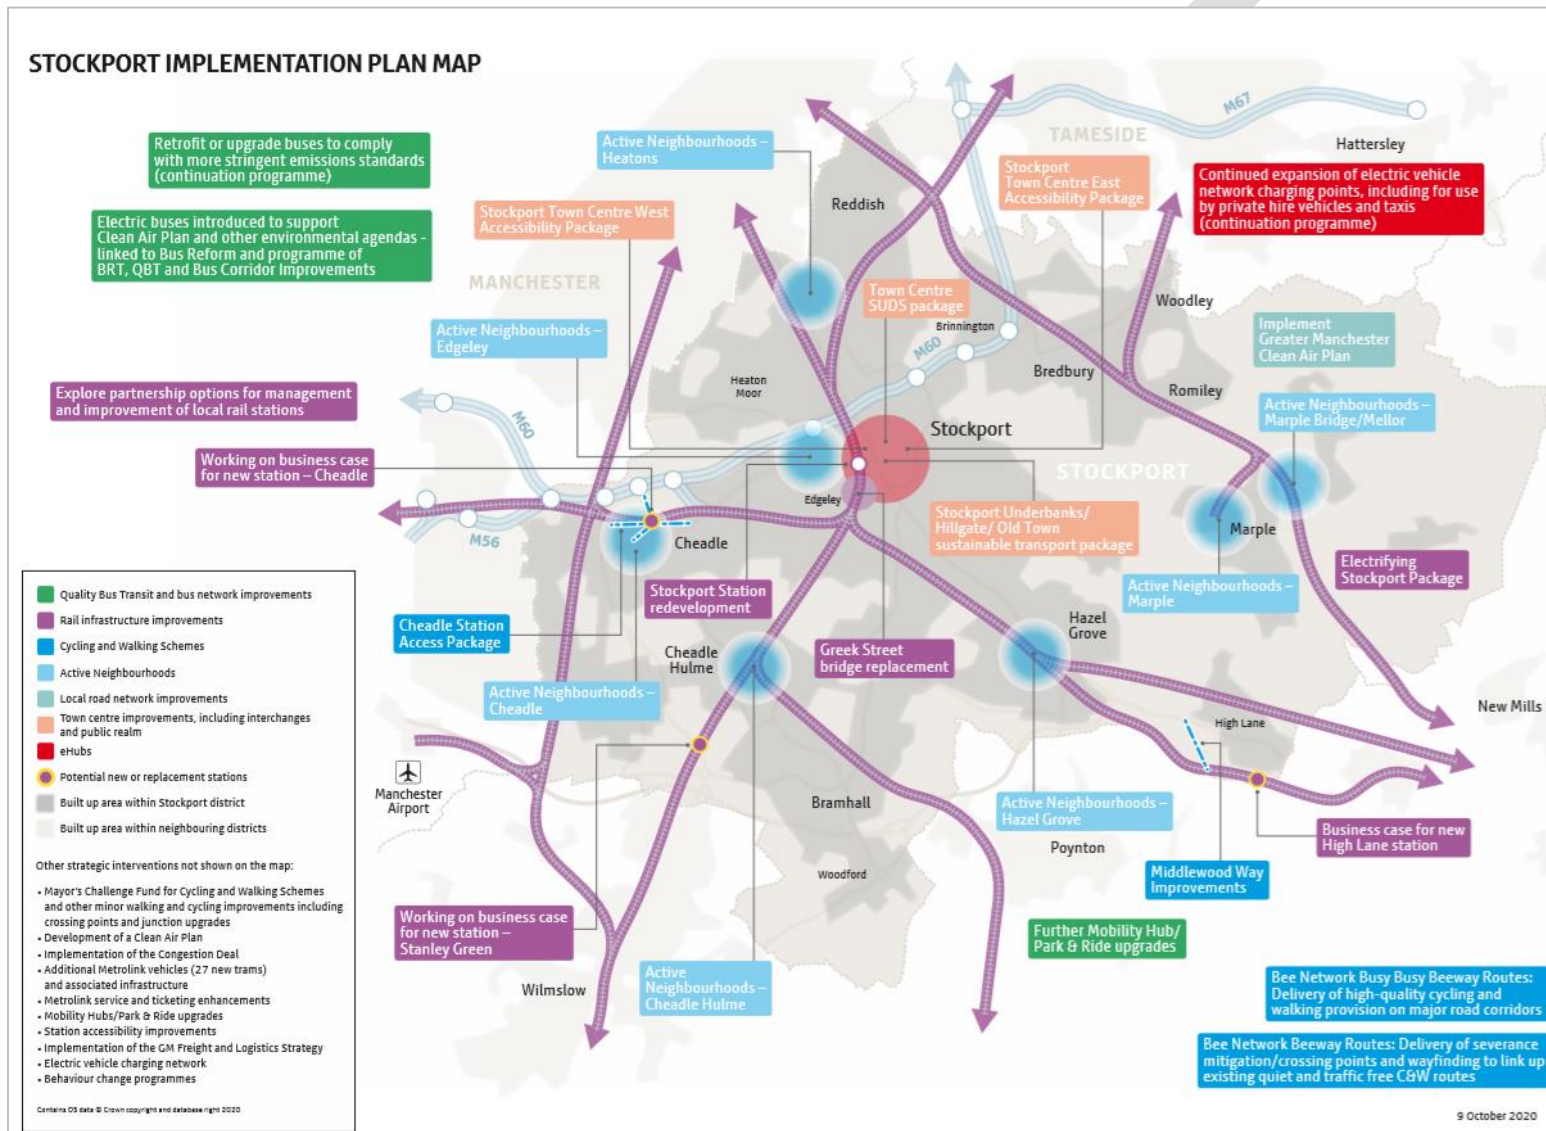 STOCKPORT IMPLEMENTATION PLAN MAP
Retrofit or upgrade buses to comply
with more stringent emissions standards
(continuation programme)
Electric buses introduced to support
Clean Air Plan and other environmental agendas -
linked to Bus Reform and programme of
BRT, QBT and Bus Corridor Improvements
Active Neighbourhoods –
Heatons
Stockport Town Centre West
Accessibility Package
MANCHESTER
Active Neighbourhoods –
Edgeley
Reddish
TAMESIDE
M67
Hattersley
Stockport
Town Centre East
Accessibility Package
Continued expansion of electric vehicle
network charging points, including for use
by private hire vehicles and taxis
(continuation programme)
Town Centre
SUDS package
Brinnington
Woodley
Implement
Greater Manchester
Clean Air Plan
M60
Bredbury
Romiley
Heaton
Moor
Explore partnership options for management
and improvement of local rail stations
M60
Active Neighbourhoods –
Marple Bridge/Mellor
Stockport
STOCKPORT
Working on business case
for new station – Cheadle
Edgeley
M56
Cheadle
Stockport Underbanks/
Hillgate/ Old Town
sustainable transport package
Marple
Electrifying
Stockport Package
Active Neighbourhoods –
Marple
Stockport Station
redevelopment
Cheadle Station
Access Package
Cheadle
Hulme
Greek Street
bridge replacement
Hazel
Grove
Active Neighbourhoods –
Cheadle
High Lane
New Mills
Manchester
Airport
Bramhall
Active Neighbourhoods –
Hazel Grove
Poynton
Business case for new
High Lane station
Middlewood Way
Improvements
Woodford
Working on business case
for new station –
Stanley Green
Further Mobility Hub/
Park & Ride upgrades
Wilmslow
Active
Neighbourhoods –
Cheadle Hulme
Bee Network Busy Busy Beeway Routes:
Delivery of high-quality cycling and
walking provision on major road corridors
Bee Network Beeway Routes: Delivery of severance
mitigation/crossing points and wayfinding to link up
existing quiet and traffic free C&W routes
Quality Bus Transit and bus network improvements
Rail infrastructure improvements
Cycling and Walking Schemes
Active Neighbourhoods
Local road network improvements
Town centre improvements, including interchanges
and public realm
eHubs
Potential new or replacement stations
Built up area within Stockport district
Built up area within neighbouring districts
Other strategic interventions not shown on the map:
• Mayor's Challenge Fund for Cycling and Walking Schemes
and other minor walking and cycling improvements including
crossing points and junction upgrades
• Development of a Clean Air Plan
• Implementation of the Congestion Deal
• Additional Metrolink vehicles (27 new trams)
and associated infrastructure
• Metrolink service and ticketing enhancements
• Mobility Hubs/Park & Ride upgrades
• Station accessibility improvements
• Implementation of the GM Freight and Logistics Strategy
• Electric vehicle charging network
• Behaviour change programmes
Contains OS data © Crown copyright and database right 2020
9 October 2020